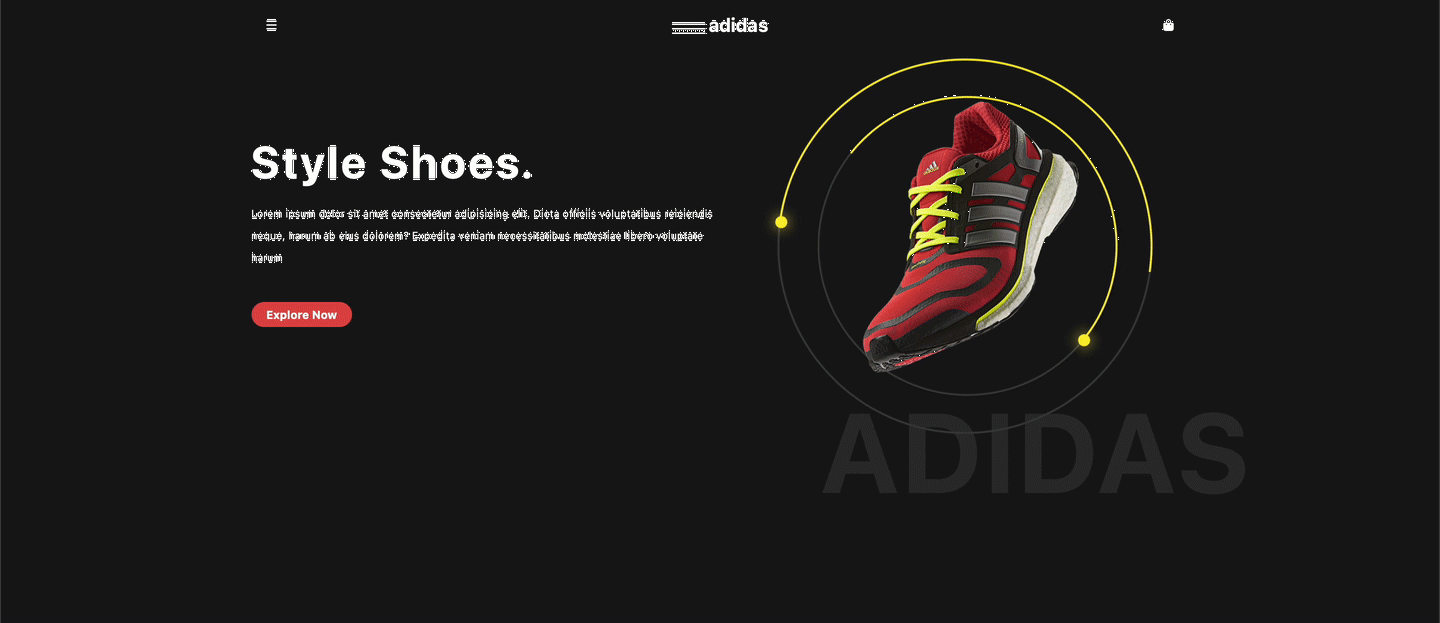 adidas
Style Shoes.
Lorem ipsum dolor sit amet consectetur adipisicing elit. Dicta officiis voluptatibus reiciendis
neque, harum ab eius dolorem? Expedita veniam necessitatibus molestiae libero voluptate
harum
Explore Now
ADIDAS